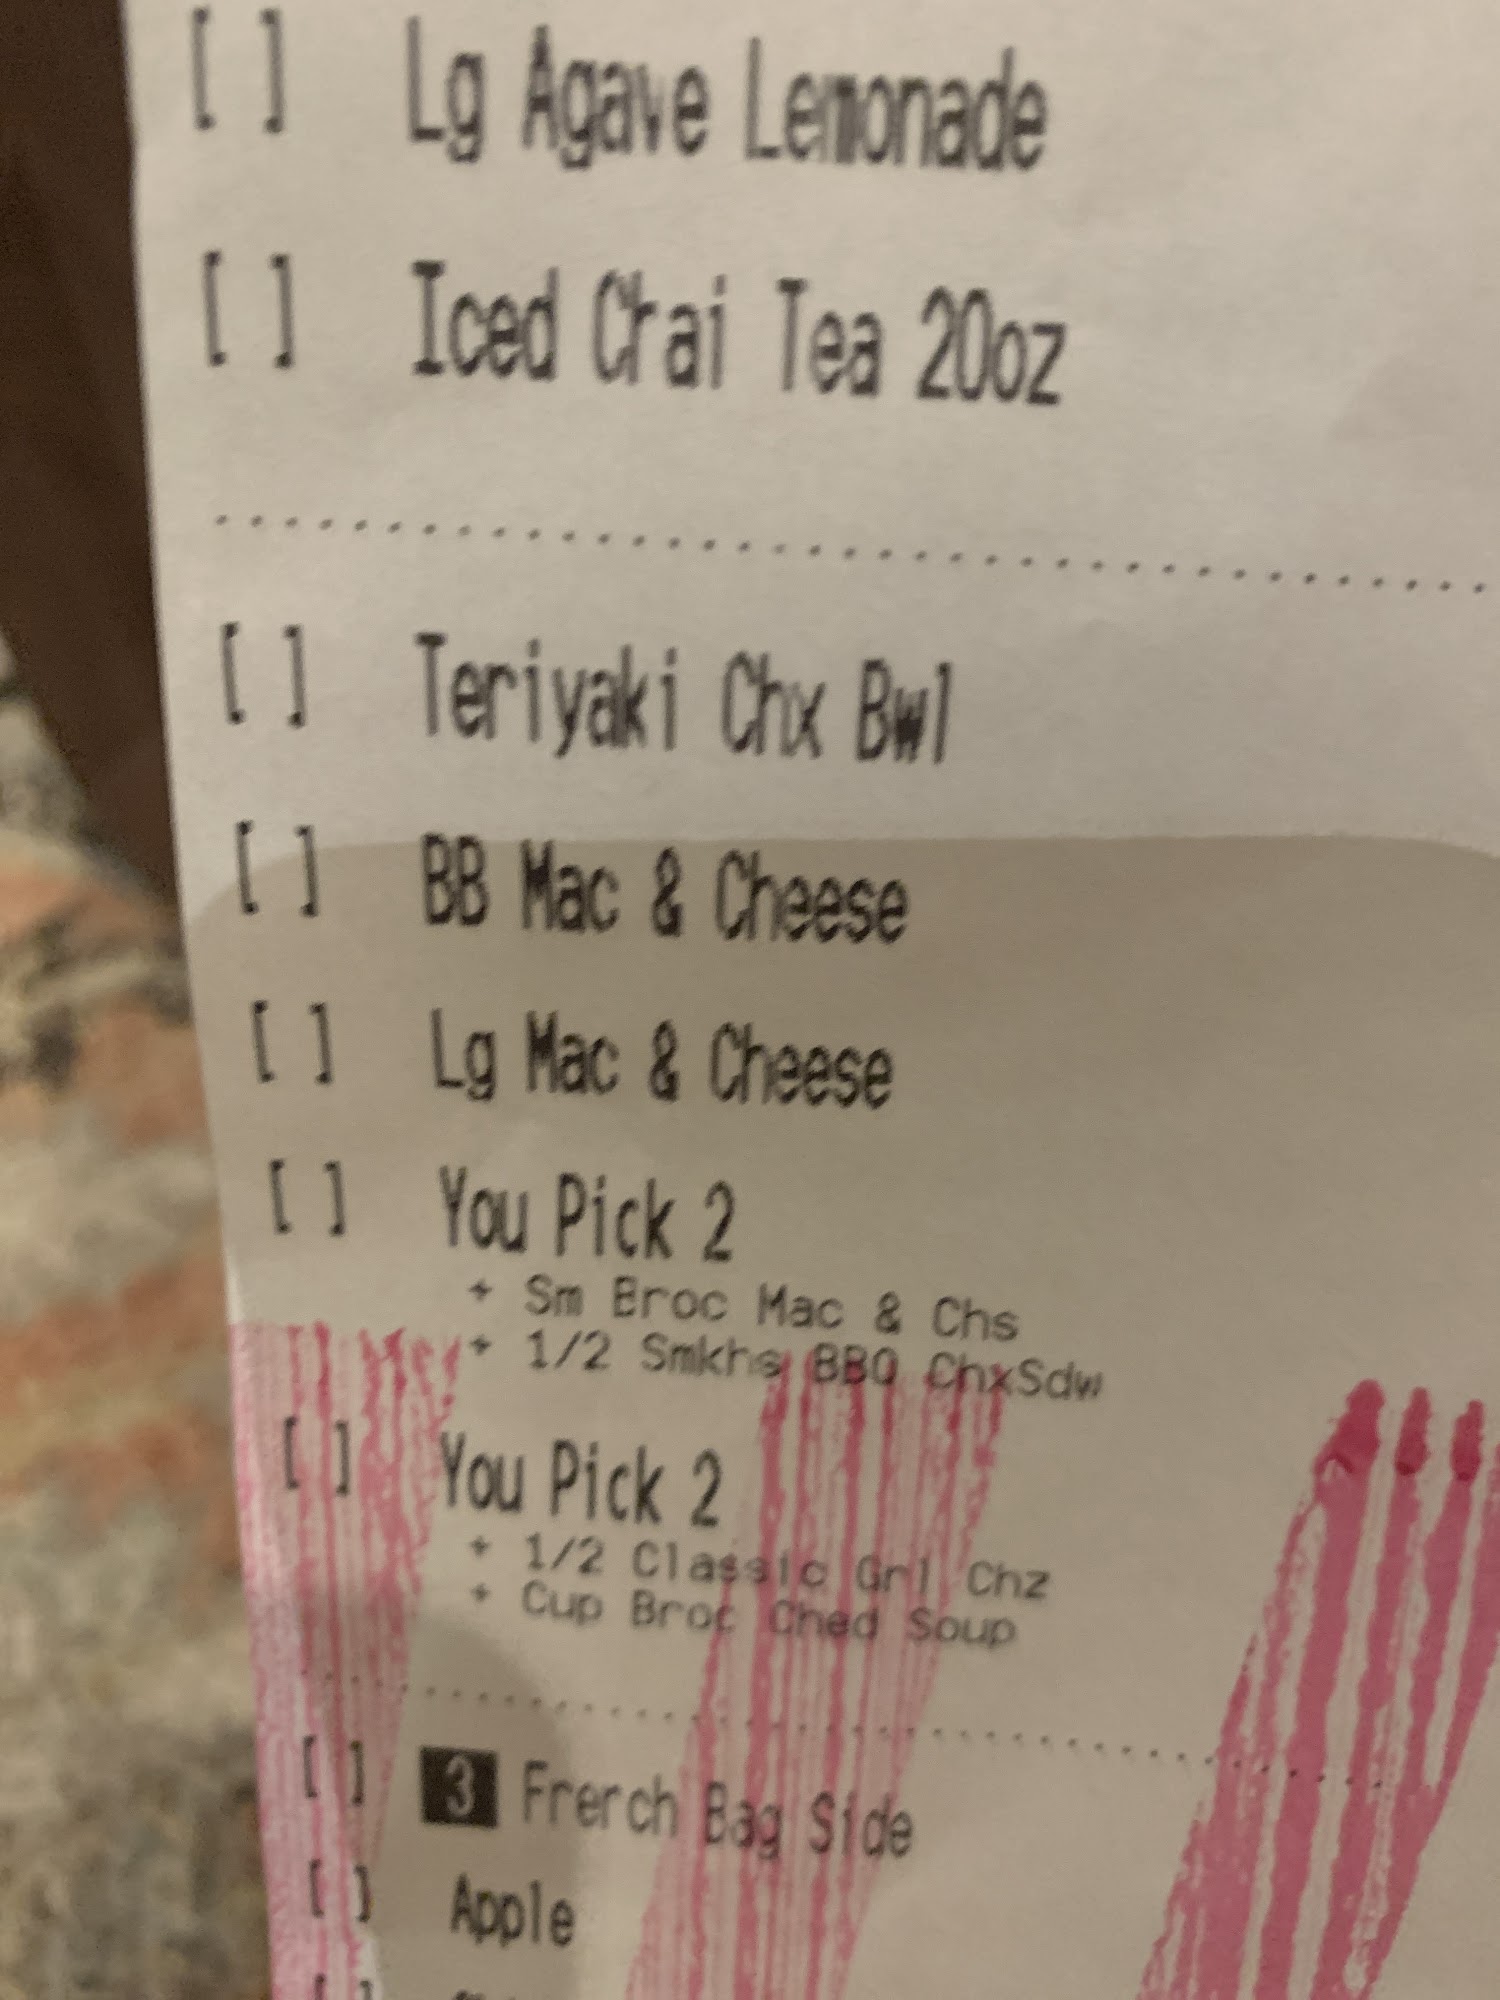 [ ] Lg Agave Lemonade
[ ] Iced Chai Tea 20oz
[ ] Teriyaki Chx Bwl
[ ] BB Mac & Cheese
[ ] Lg Mac & Cheese
[ ] You Pick 2
+ Sm Broc Mac & Chs
+ 1/2 Smkhs BBQ ChxSdw
[ ] You Pick 2
+ 1/2 Classic Grl Chz
+ Cup Broc Ched Soup
[ ] 3 French Bag Side
[ ] Apple
[ ]